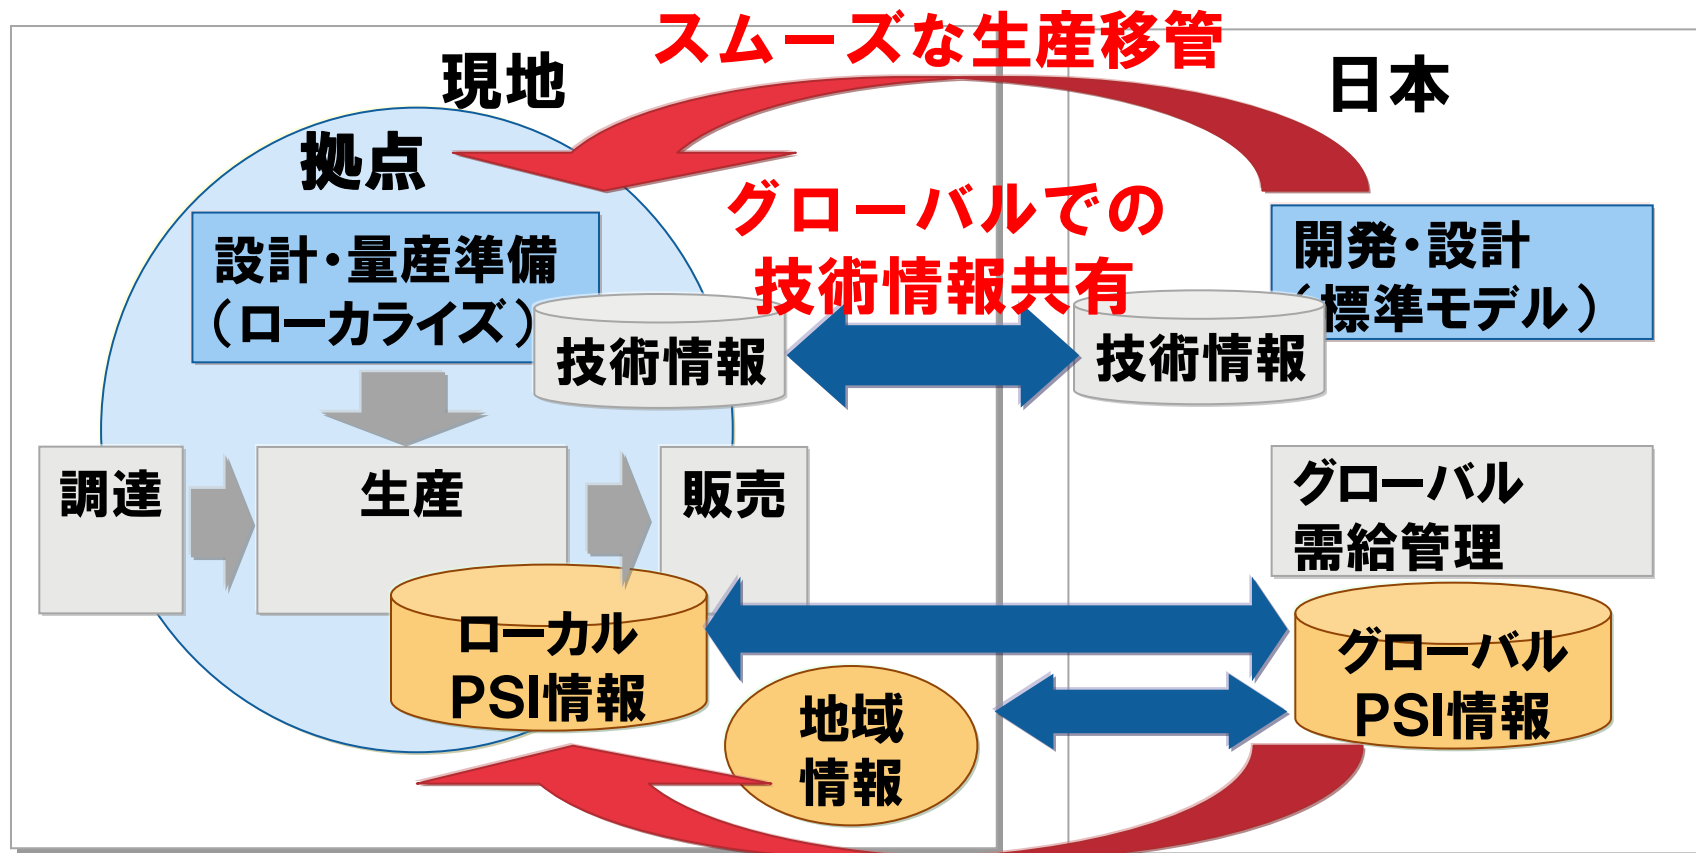 スムーズな生産移管
現地
日本
拠点
グローバルでの
技術情報共有
設計・量産準備
（ローカライズ）
開発・設計
（標準モデル）
技術情報
技術情報
調達
生産
販売
グローバル
需給管理
ローカル
PSI情報
グローバル
PSI情報
地域
情報